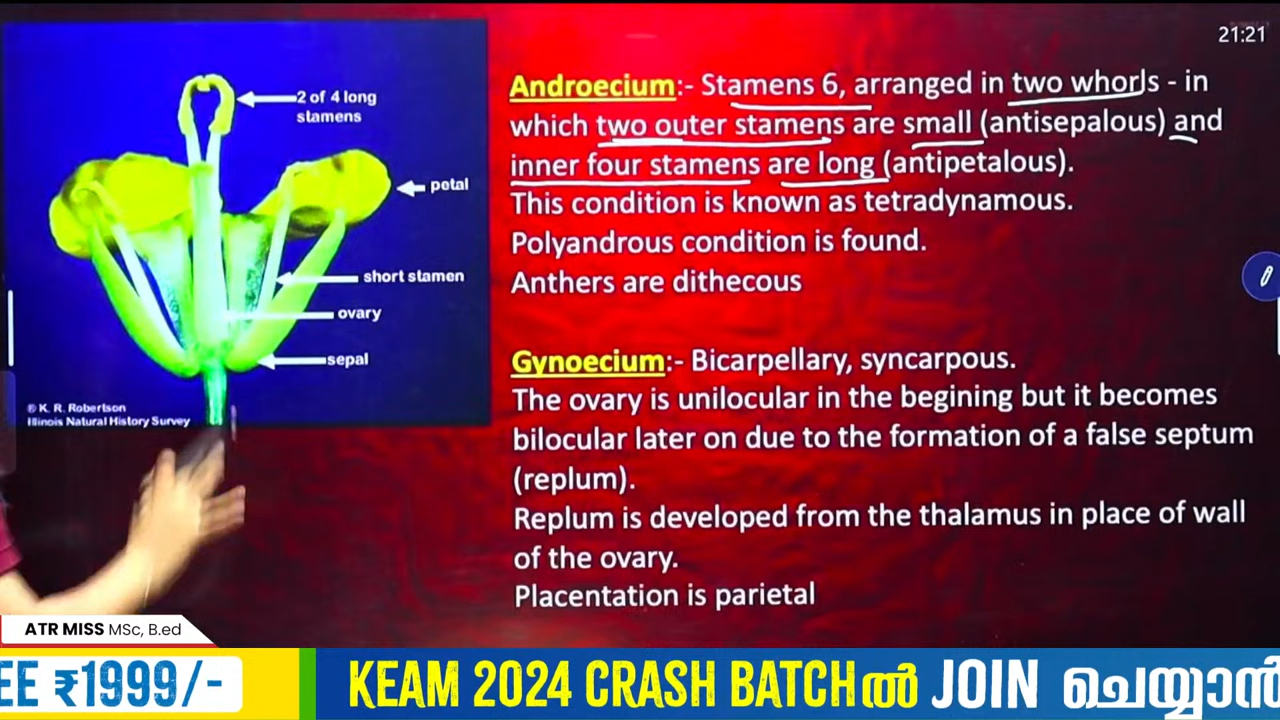 21:21
2 of 4 long
stamens
petal
short stamen
ovary
sepal
© K. R. Robertson
Illinois Natural History Survey
Androecium:- Stamens 6, arranged in two whorls - in
which two outer stamens are small (antisepalous) and
inner four stamens are long (antipetalous).
This condition is known as tetradynamous.
Polyandrous condition is found.
Anthers are dithecous
Gynoecium:- Bicarpellary, syncarpous.
The ovary is unilocular in the begining but it becomes
bilocular later on due to the formation of a false septum
(replum).
Replum is developed from the thalamus in place of wall
of the ovary.
Placentation is parietal
ATR MISS MSc, B.ed
EE ₹1999/- KEAM 2024 CRASH BATCHൽ JOIN ചെയ്യാൻ